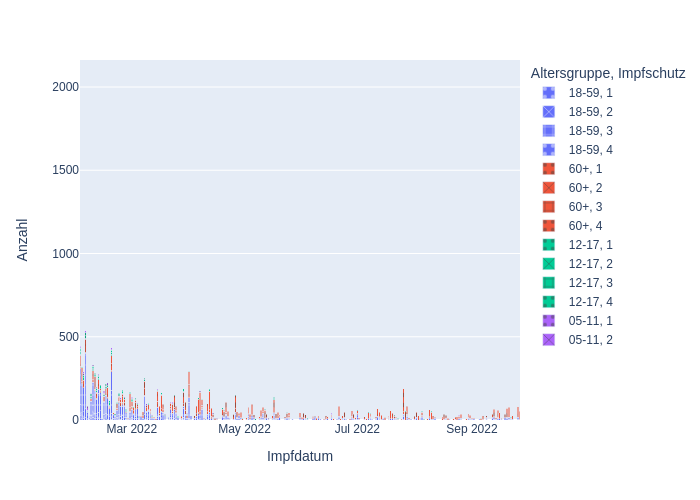 Altersgruppe, Impfschutz
18-59, 1
18-59, 2
18-59, 3
18-59, 4
60+, 1
60+, 2
60+, 3
60+, 4
12-17, 1
12-17, 2
12-17, 3
12-17, 4
05-11, 1
05-11, 2
Anzahl
2000
1500
1000
500
0
Mar 2022
May 2022
Jul 2022
Sep 2022
Impfdatum